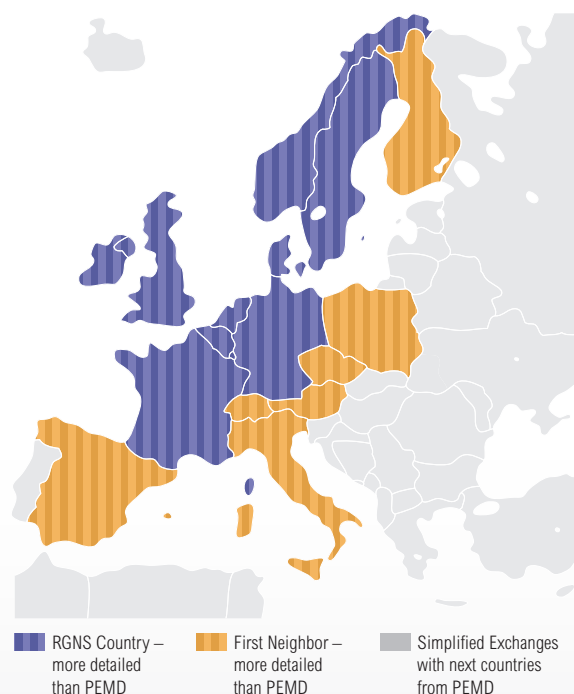 RGNS Country –
more detailed
than PEMD
First Neighbor –
more detailed
than PEMD
Simplified Exchanges
with next countries
from PEMD